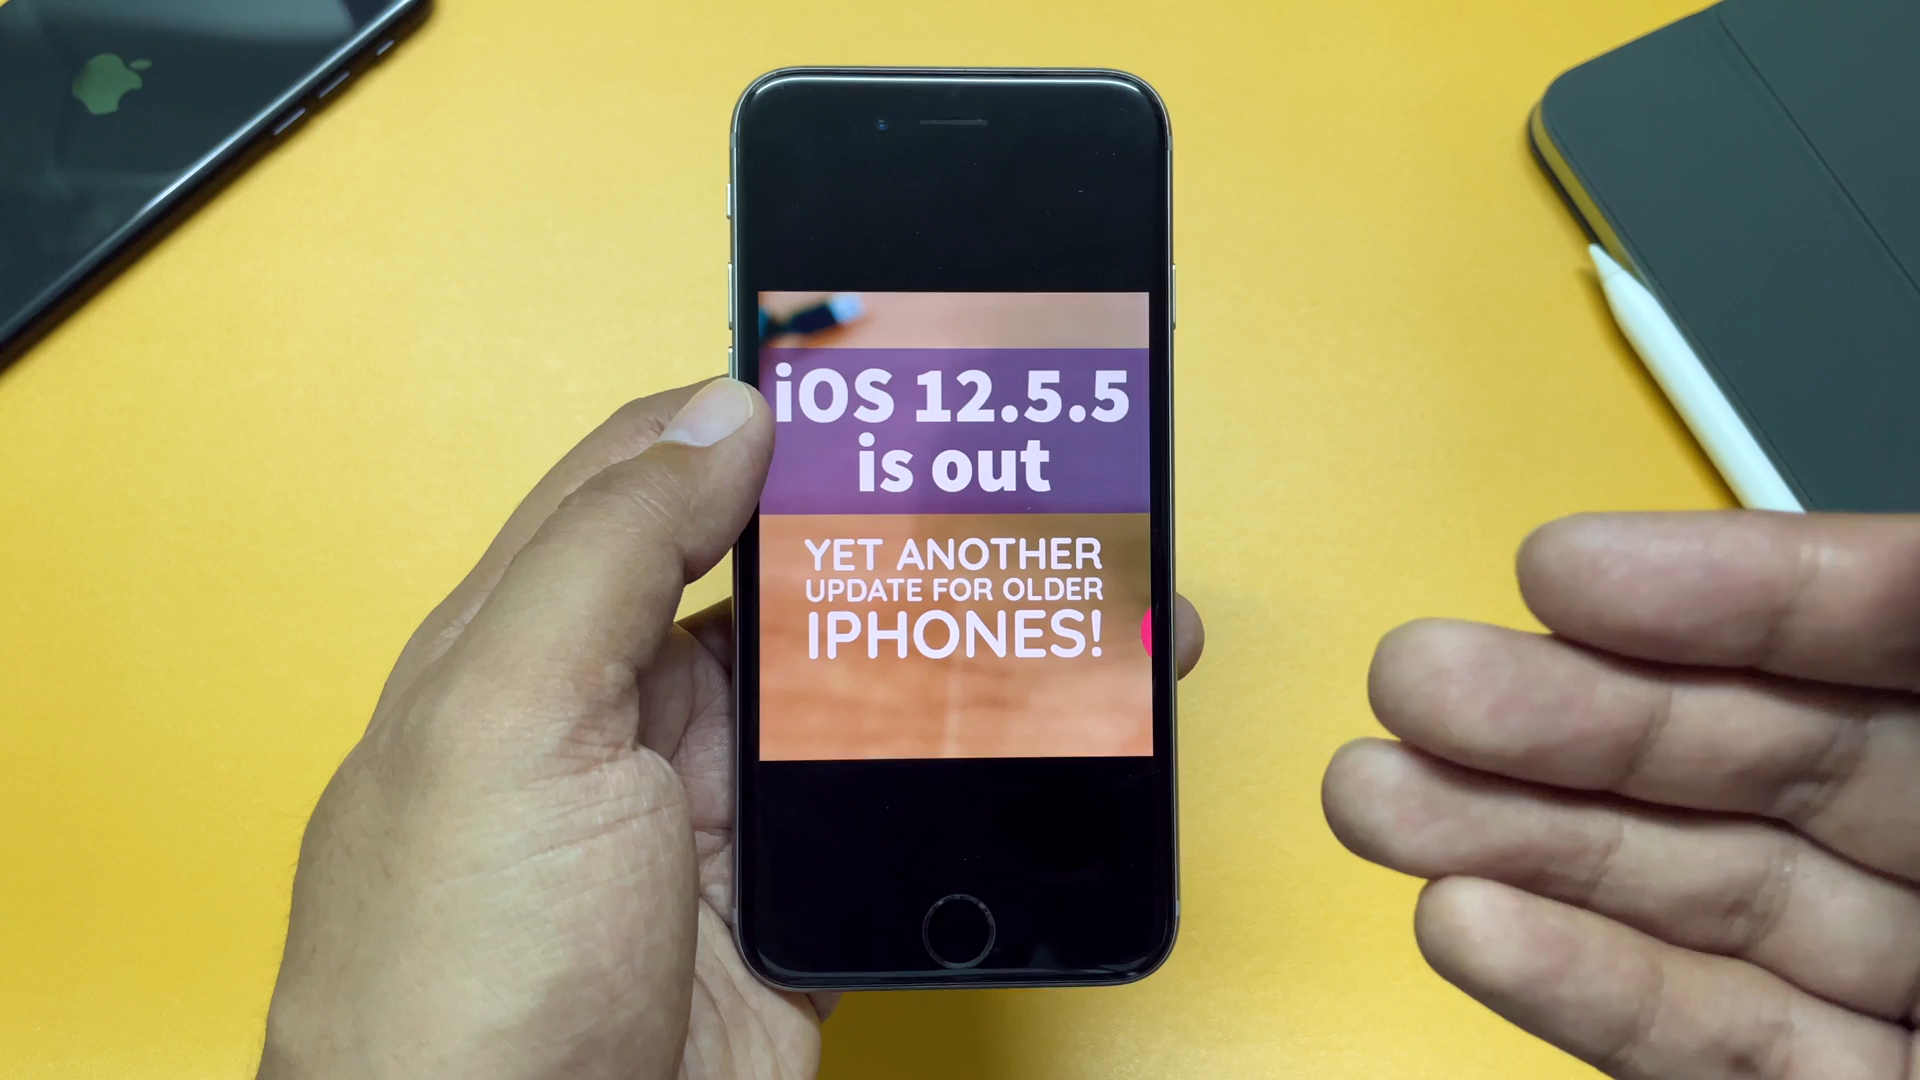 iOS 12.5.5
is out
YET ANOTHER
UPDATE FOR OLDER
IPHONES!